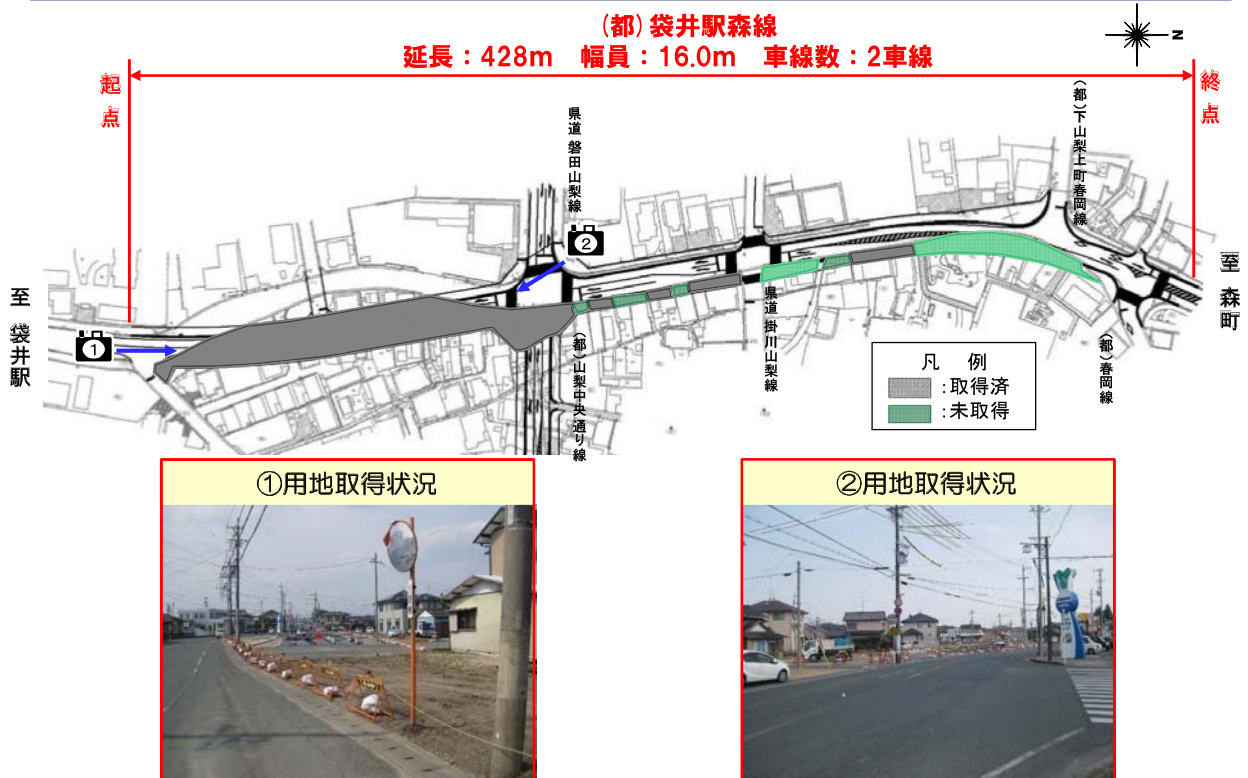 (都)袋井駅森線
延長：428m　幅員：16.0m　車線数：2車線
N
起点
終点
県道 磐田山梨線
(都)下山梨上町春岡線
②
①
至 袋井駅
至 森町
(都)山梨中央通り線
県道 掛川山梨線
(都)春岡線
凡　例
:取得済
:未取得
①用地取得状況
②用地取得状況